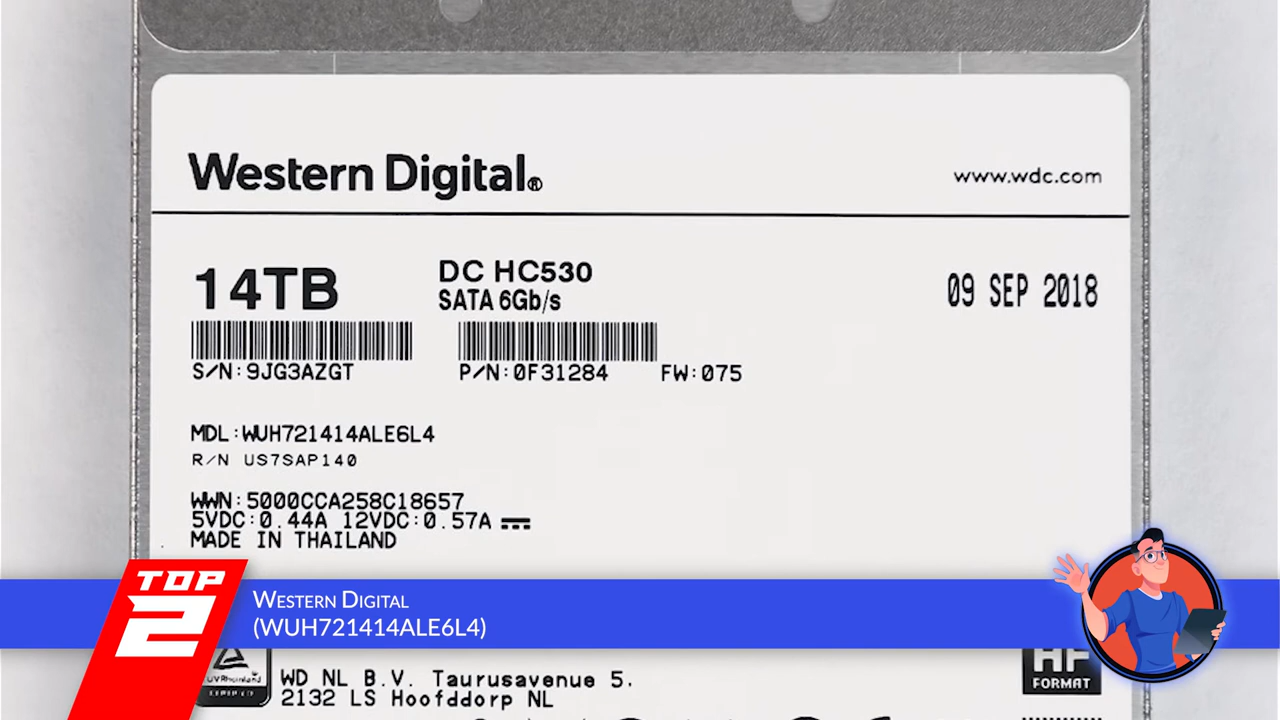 Western Digital®
www.wdc.com
14TB
DC HC530
SATA 6Gb/s
09 SEP 2018
S/N:9JG3AZGT
P/N:0F31284
FW:075
MDL:WUH721414ALE6L4
R/N US7SAP140
WWN:5000CCA258C18657
5VDC:0.44A 12VDC:0.57A
MADE IN THAILAND
TOP
2
Western Digital
(WUH721414ALE6L4)
TÜVRheinland
CERTIFIED
WD NL B.V. Taurusavenue 5.
2132 LS Hoofddorp NL
FORMAT